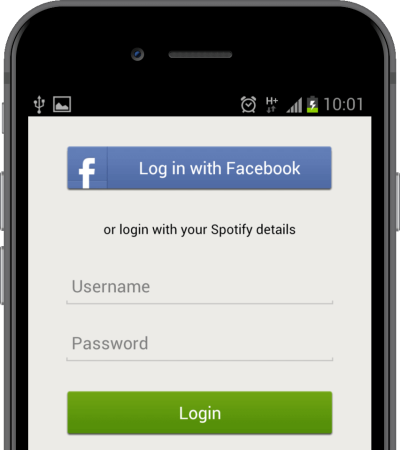 H+ 10:01
f Log in with Facebook
or login with your Spotify details
Username
Password
Login